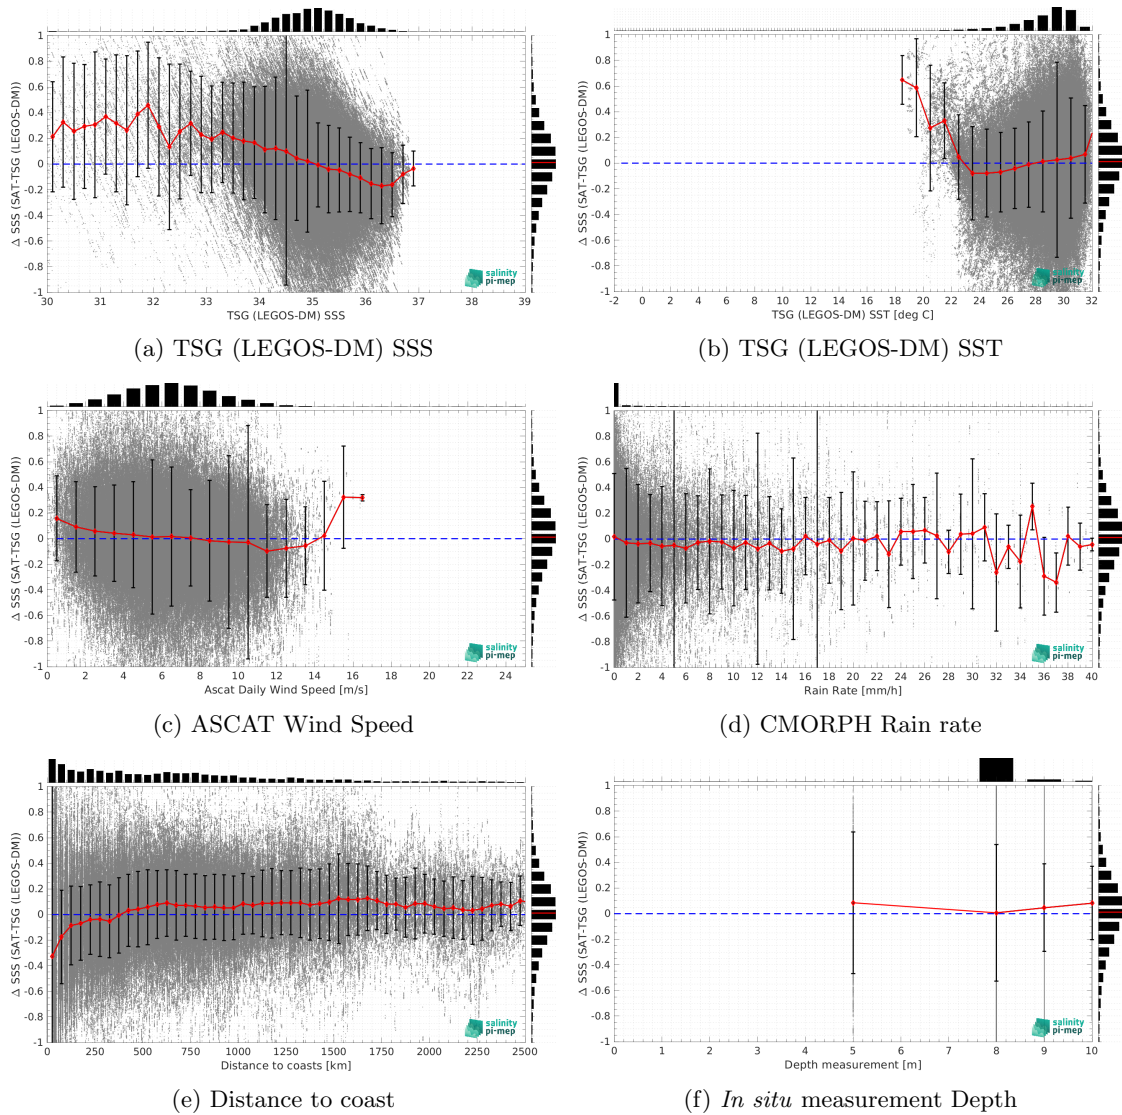 Δ SSS (SAT-TSG (LEGOS-DM))
1
0.8
0.6
0.4
0.2
0
-0.2
-0.4
-0.6
-0.8
-1
salinity
pi-mep
30 31 32 33 34 35 36 37 38 39
TSG (LEGOS-DM) SSS
(a) TSG (LEGOS-DM) SSS
Δ SSS (SAT-TSG (LEGOS-DM))
1
0.8
0.6
0.4
0.2
0
-0.2
-0.4
-0.6
-0.8
-1
salinity
pi-mep
-2 0 2 4 6 8 10 12 14 16 18 20 22 24 26 28 30 32
TSG (LEGOS-DM) SST [deg C]
(b) TSG (LEGOS-DM) SST
Δ SSS (SAT-TSG (LEGOS-DM))
1
0.8
0.6
0.4
0.2
0
-0.2
-0.4
-0.6
-0.8
-1
salinity
pi-mep
0 2 4 6 8 10 12 14 16 18 20 22 24
Ascat Daily Wind Speed [m/s]
(c) ASCAT Wind Speed
Δ SSS (SAT-TSG (LEGOS-DM))
1
0.8
0.6
0.4
0.2
0
-0.2
-0.4
-0.6
-0.8
-1
salinity
pi-mep
0 2 4 6 8 10 12 14 16 18 20 22 24 26 28 30 32 34 36 38 40
Rain Rate [mm/h]
(d) CMORPH Rain rate
Δ SSS (SAT-TSG (LEGOS-DM))
1
0.8
0.6
0.4
0.2
0
-0.2
-0.4
-0.6
-0.8
-1
salinity
pi-mep
0 250 500 750 1000 1250 1500 1750 2000 2250 2500
Distance to coasts [km]
(e) Distance to coast
Δ SSS (SAT-TSG (LEGOS-DM))
1
0.8
0.6
0.4
0.2
0
-0.2
-0.4
-0.6
-0.8
-1
salinity
pi-mep
0 1 2 3 4 5 6 7 8 9 10
Depth measurement [m]
(f) In situ measurement Depth